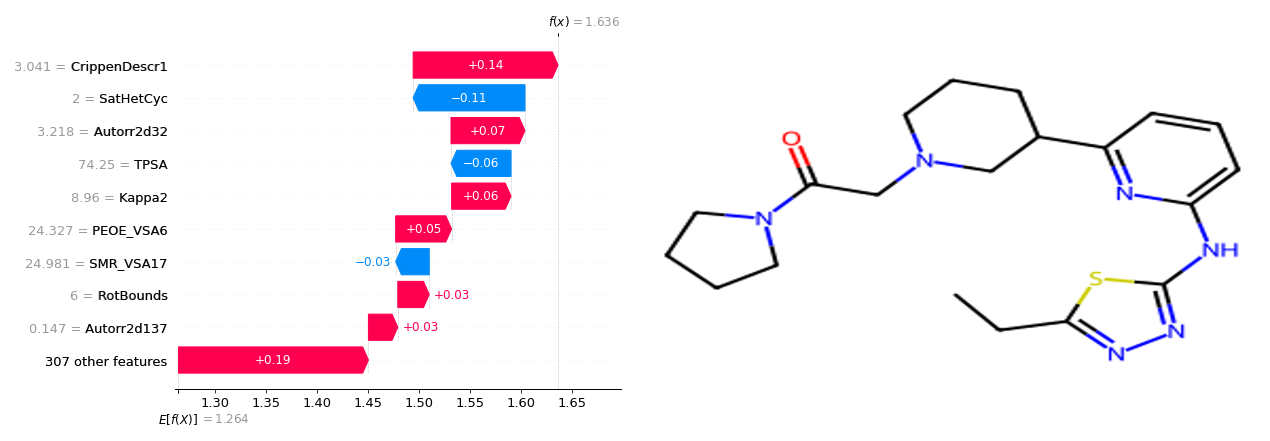 f(x) = 1.636
3.041 = CrippenDescr1
+0.14
2 = SatHetCyc
−0.11
3.218 = Autorr2d32
+0.07
74.25 = TPSA
−0.06
8.96 = Kappa2
+0.06
24.327 = PEOE_VSA6
+0.05
24.981 = SMR_VSA17
−0.03
6 = RotBounds
+0.03
0.147 = Autorr2d137
+0.03
307 other features
+0.19
1.30 1.35 1.40 1.45 1.50 1.55 1.60 1.65
E[f(X)] = 1.264
O
N
N
N
NH
S
N
N